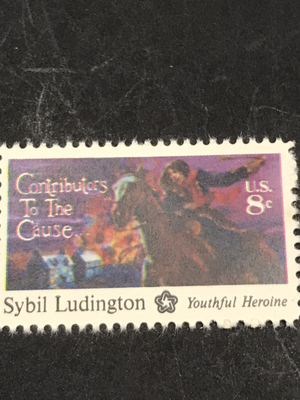 Contributors
To The
Cause...
U.S.
8c
Sybil Ludington Youthful Heroine